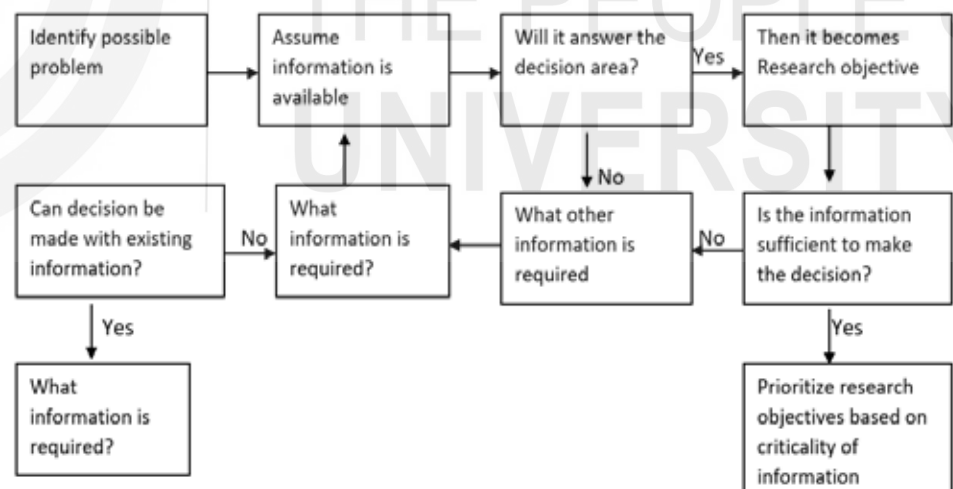 THE PEOPLE'S
UNIVERSITY
Identify possible
problem
Assume
information is
available
Will it answer the
decision area?
Yes
Then it becomes
Research objective
No
Can decision be
made with existing
information?
No
What
information is
required?
What other
information is
required
No
Is the information
sufficient to make
the decision?
Yes
What
information is
required?
Yes
Prioritize research
objectives based on
criticality of
information